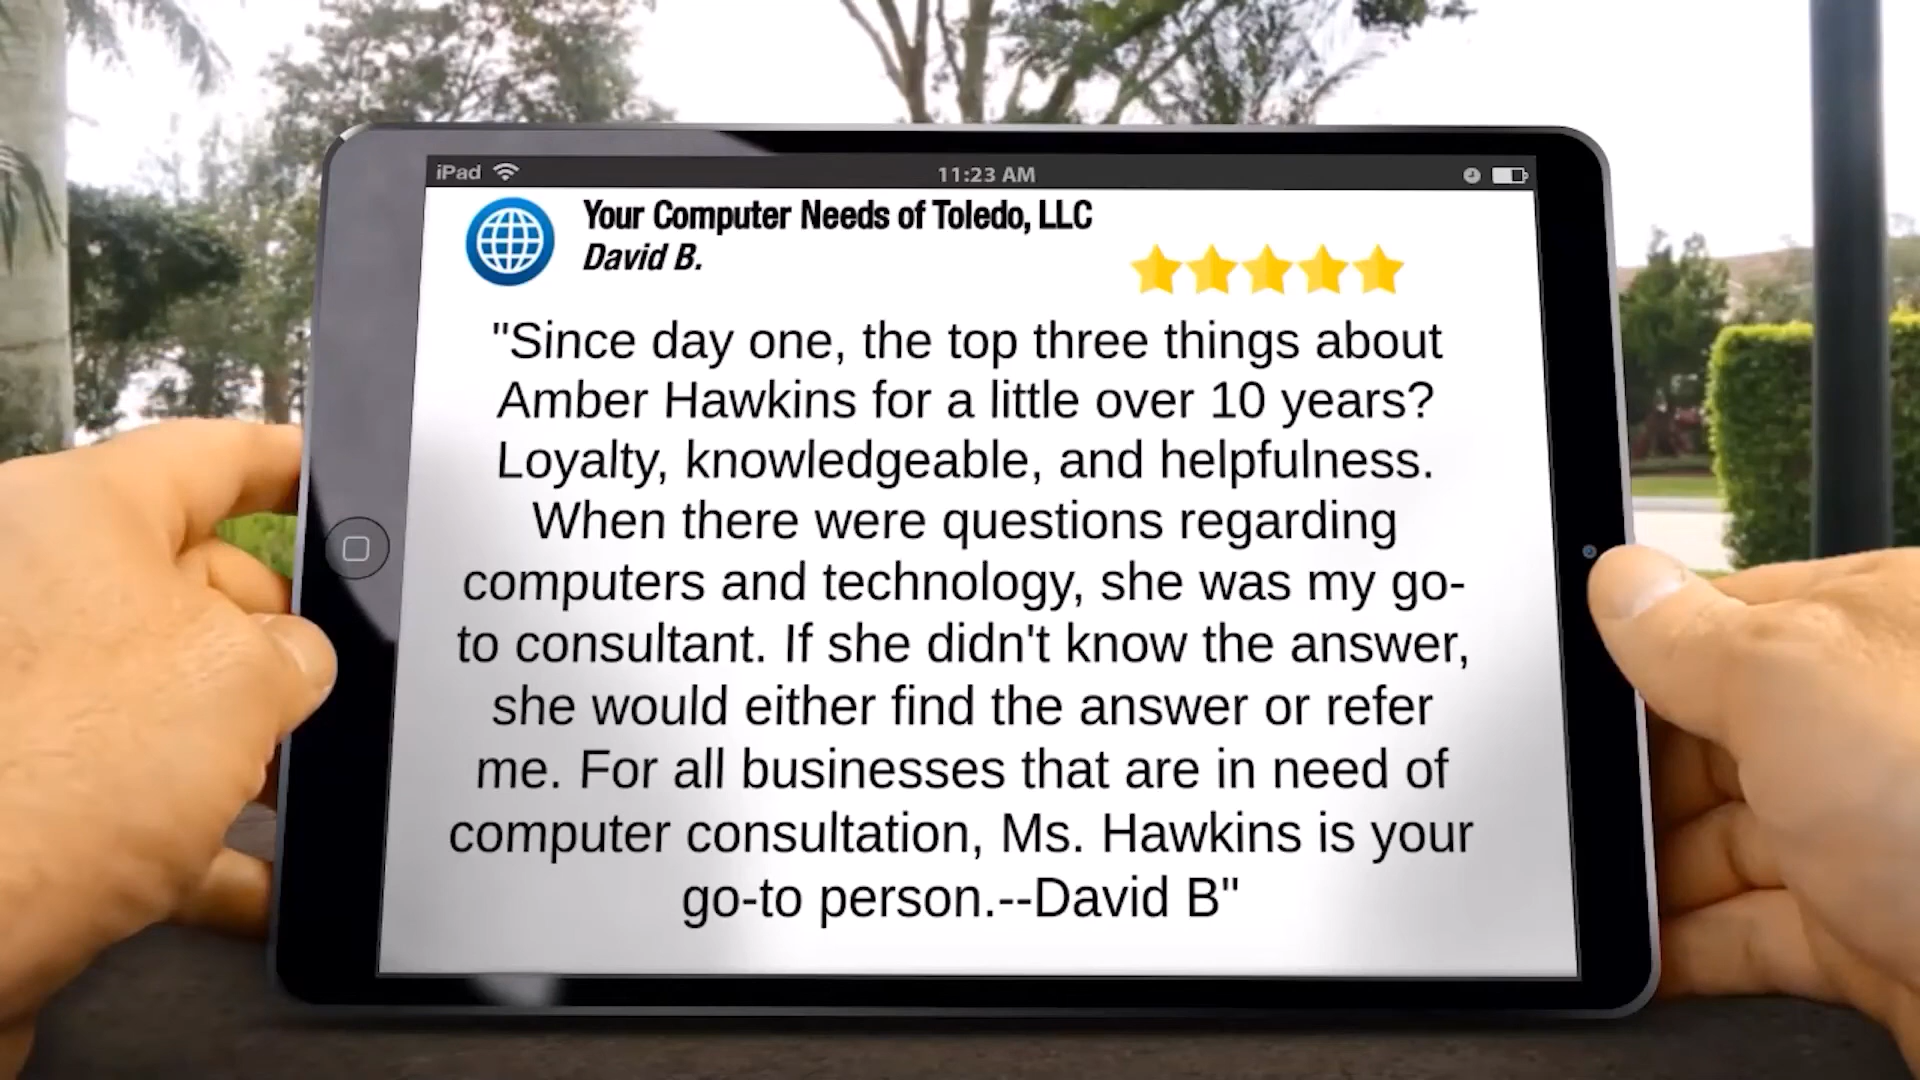 iPad
11:23 AM
Your Computer Needs of Toledo, LLC
David B.
"Since day one, the top three things about
Amber Hawkins for a little over 10 years?
Loyalty, knowledgeable, and helpfulness.
When there were questions regarding
computers and technology, she was my go-
to consultant. If she didn't know the answer,
she would either find the answer or refer
me. For all businesses that are in need of
computer consultation, Ms. Hawkins is your
go-to person.--David B"